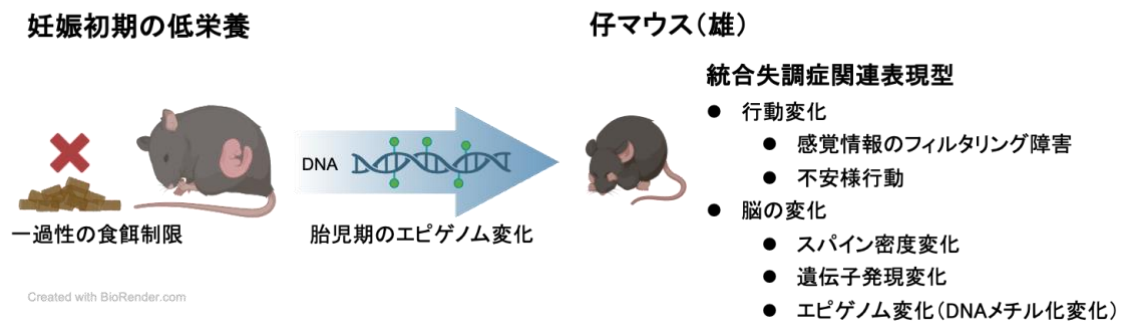 妊娠初期の低栄養
仔マウス（雄）
統合失調症関連表現型
● 行動変化
● 感覚情報のフィルタリング障害
● 不安様行動
● 脳の変化
● スパイン密度変化
● 遺伝子発現変化
● エピゲノム変化（DNAメチル化変化）
DNA
一過性の食餌制限
胎児期のエピゲノム変化
Created with BioRender.com